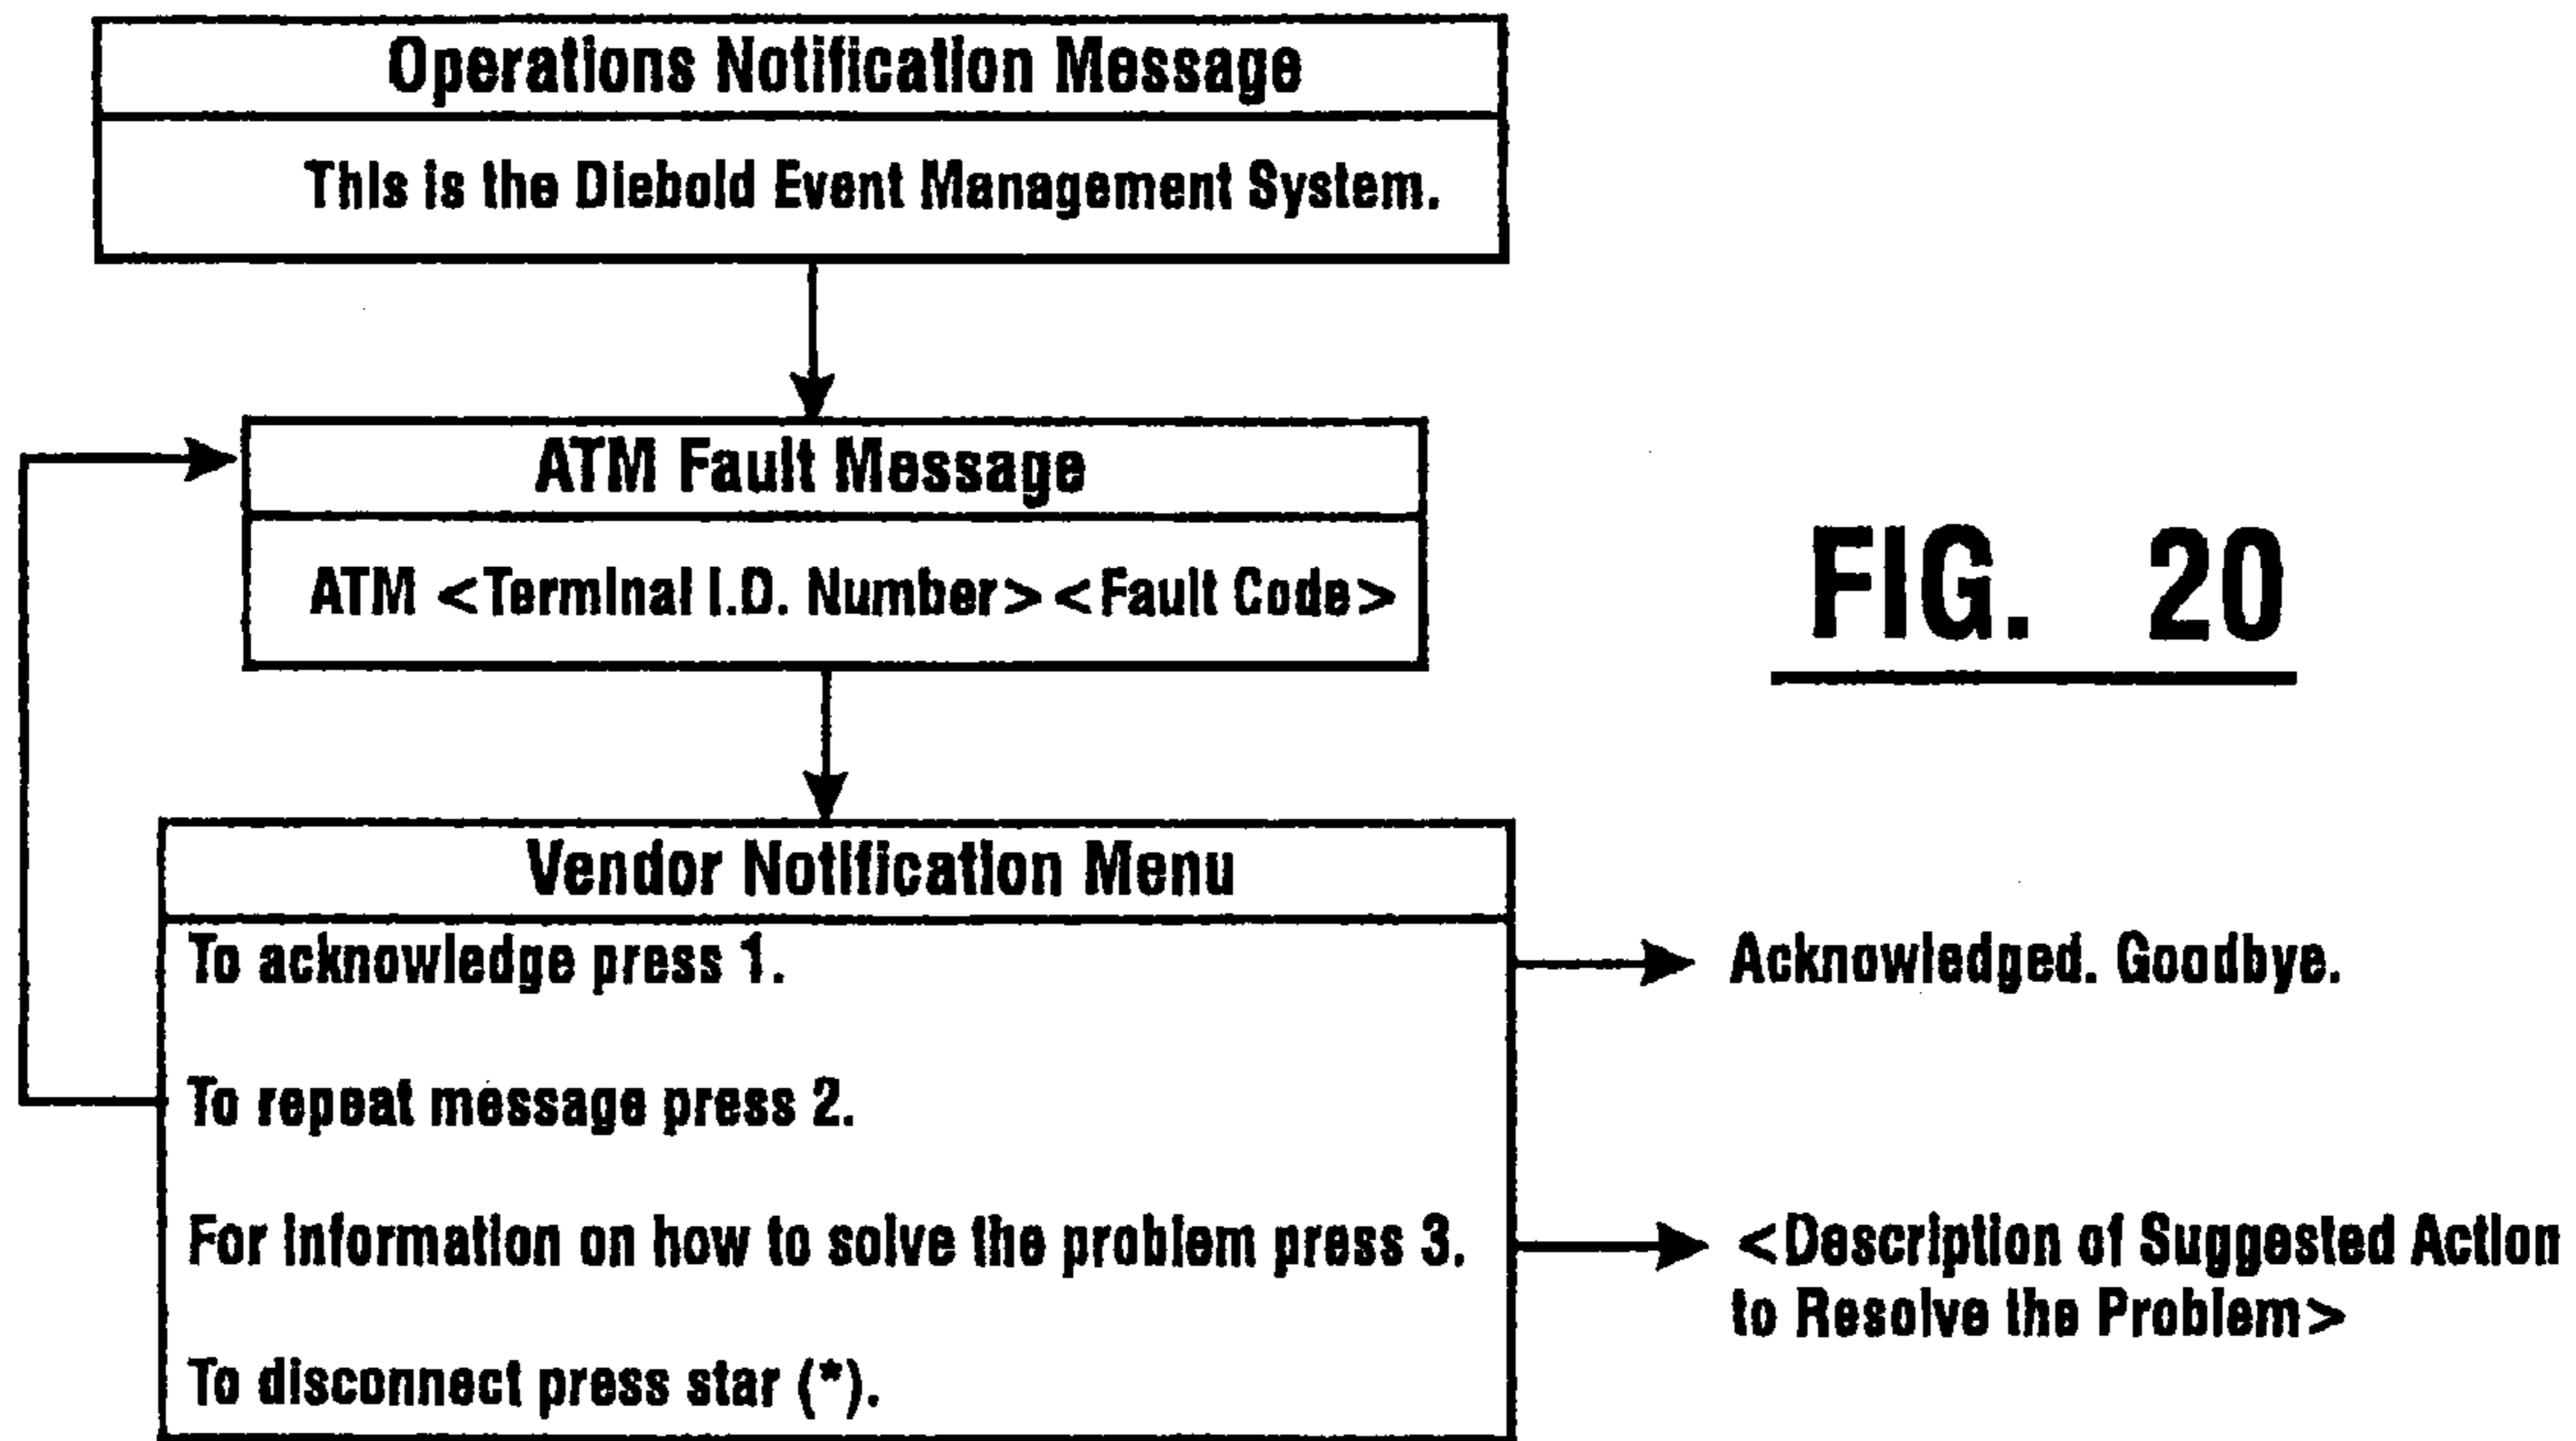 Operations Notification Message
This is the Diebold Event Management System.
ATM Fault Message
ATM <Terminal I.D. Number><Fault Code>
FIG. 20
Vendor Notification Menu
To acknowledge press 1.
Acknowledged. Goodbye.
To repeat message press 2.
For information on how to solve the problem press 3.
<Description of Suggested Action
to Resolve the Problem>
To disconnect press star (*).